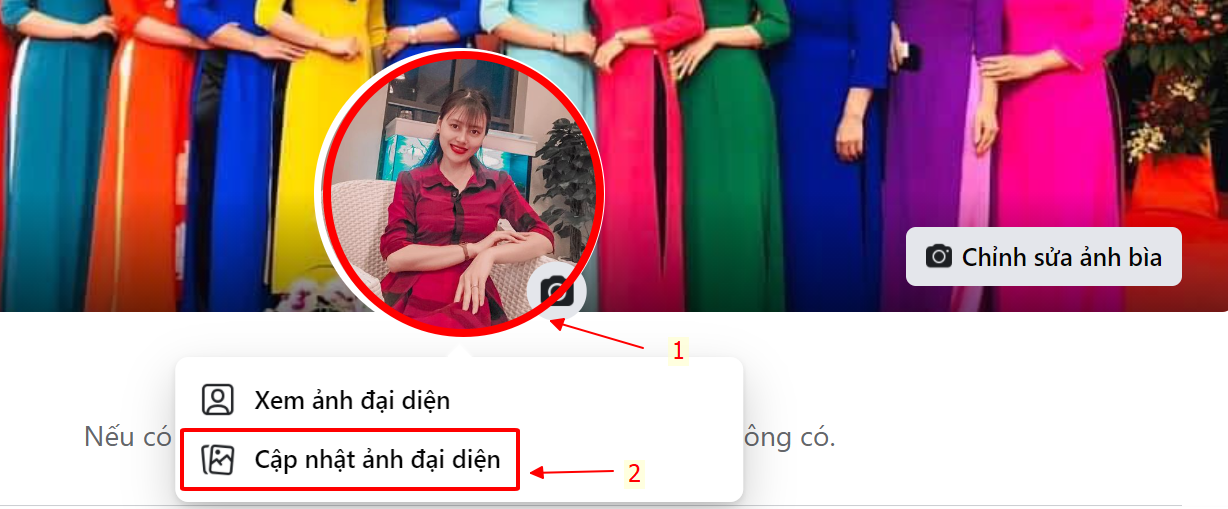 Chỉnh sửa ảnh bìa
1
Xem ảnh đại diện
Nếu có
ông có.
Cập nhật ảnh đại diện
2